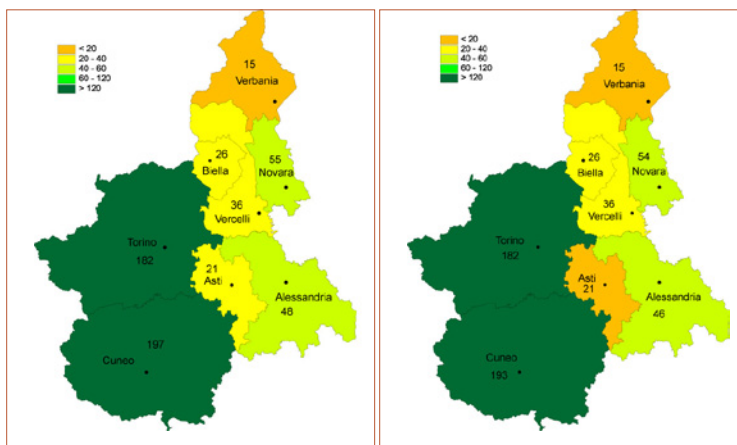 < 20
20 - 40
40 - 60
60 - 120
> 120
15
Verbania
26
Biella
55
Novara
36
Vercelli
Torino
182
21
Asti
Alessandria
48
197
Cuneo
< 20
20 - 40
40 - 60
60 - 120
> 120
15
Verbania
26
Biella
54
Novara
36
Vercelli
Torino
182
Asti
21
Alessandria
46
Cuneo
193